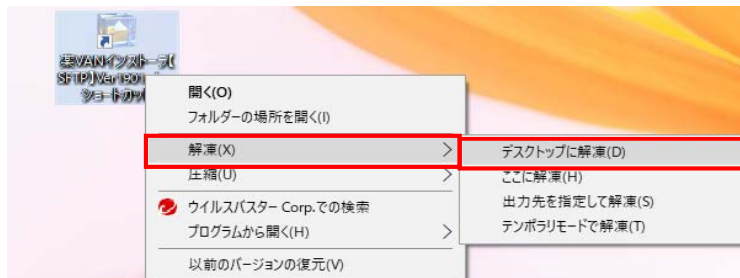 薬VANインストーラ【
SFTP】Ver1901
ショートカット
開く(O)
フォルダーの場所を開く(I)
解凍(X)
デスクトップに解凍(D)
圧縮(U)
ここに解凍(H)
ウイルスバスター Corp.での検索
出力先を指定して解凍(S)
プログラムから開く(H)
テンポラリモードで解凍(T)
以前のバージョンの復元(V)